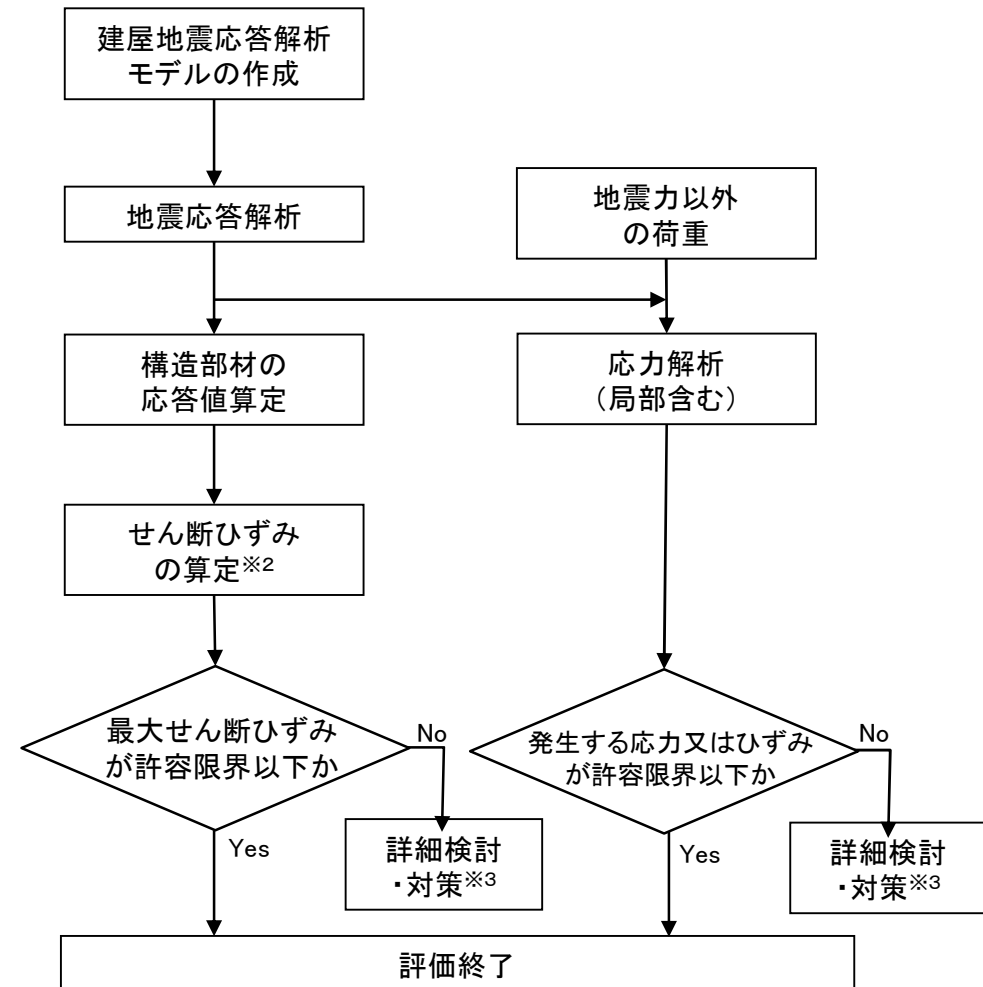 建屋地震応答解析
モデルの作成
地震応答解析
地震力以外
の荷重
構造部材の
応答値算定
応力解析
(局部含む)
せん断ひずみ
の算定※2
最大せん断ひずみ
が許容限界以下か
No
Yes
詳細検討
・対策※3
発生する応力又はひずみ
が許容限界以下か
No
Yes
詳細検討
・対策※3
評価終了